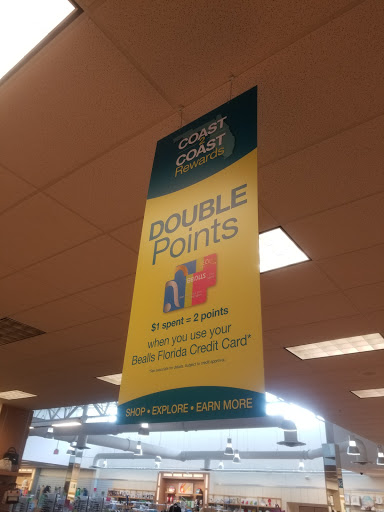 COAST
2
COAST
Rewards
DOUBLE
Points
$1 spent = 2 points
when you use your
Bealls Florida Credit Card*
SHOP • EXPLORE • EARN MORE